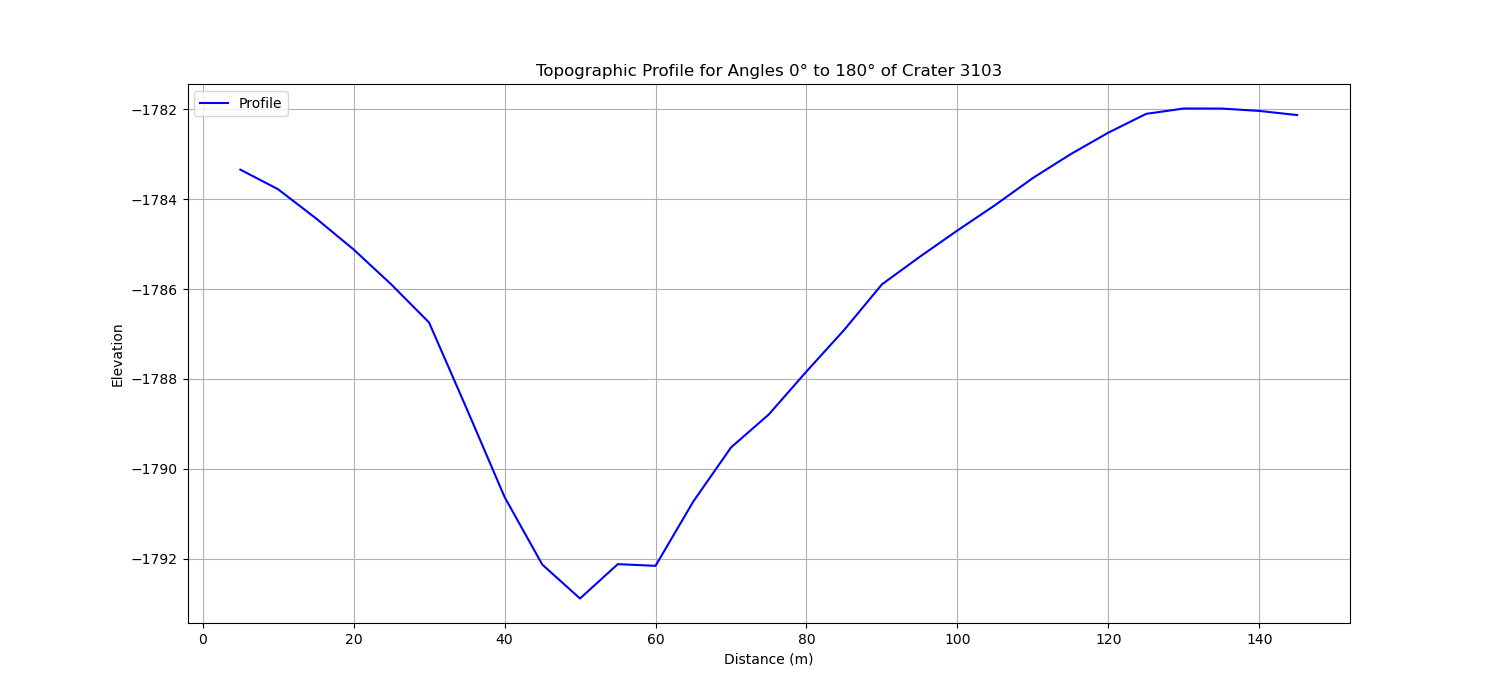 Topographic Profile for Angles 0° to 180° of Crater 3103
Profile
−1782
−1784
−1786
−1788
−1790
−1792
Elevation
0 20 40 60 80 100 120 140
Distance (m)